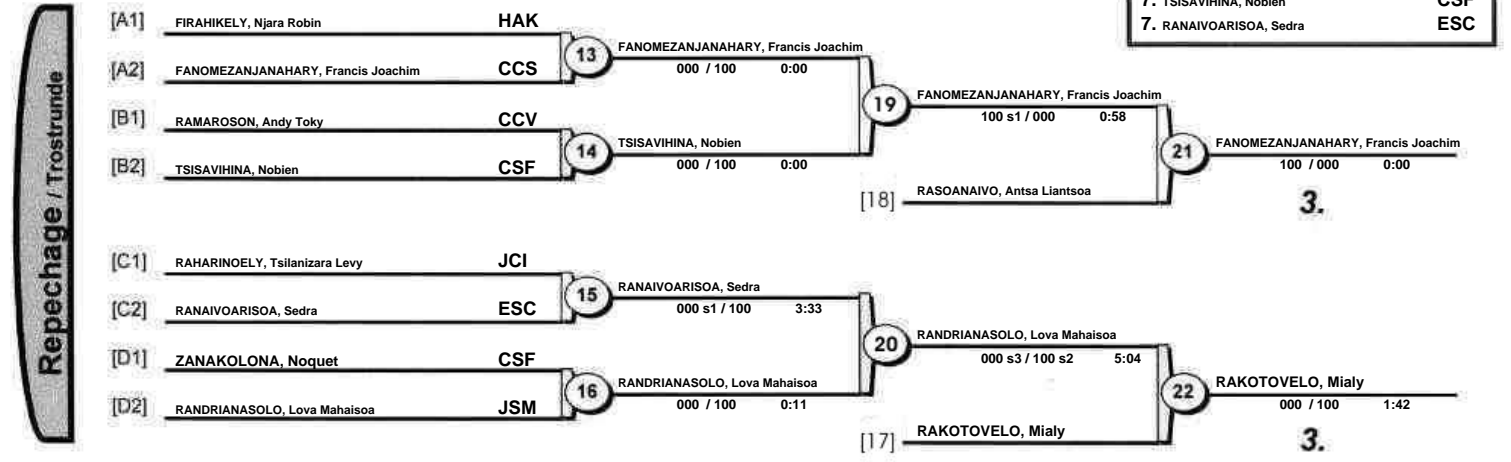 7. TSISAVIHINA, Nobien CSF
7. RANAIVOARISOA, Sedra ESC
Repechage / Trostrunde
[A1] FIRAHIKELY, Njara Robin HAK
[A2] FANOMEZANJANAHARY, Francis Joachim CCS
13 FANOMEZANJANAHARY, Francis Joachim
000 / 100 0:00
[B1] RAMAROSON, Andy Toky CCV
[B2] TSISAVIHINA, Nobien CSF
14 TSISAVIHINA, Nobien
000 / 100 0:00
19 FANOMEZANJANAHARY, Francis Joachim
100 s1 / 000 0:58
[18] RASOANAIVO, Antsa Liantsoa
21 FANOMEZANJANAHARY, Francis Joachim
100 / 000 0:00
3.
[C1] RAHARINOELY, Tsilanizara Levy JCI
[C2] RANAIVOARISOA, Sedra ESC
15 RANAIVOARISOA, Sedra
000 s1 / 100 3:33
[D1] ZANAKOLONA, Noquet CSF
[D2] RANDRIANASOLO, Lova Mahaisoa JSM
16 RANDRIANASOLO, Lova Mahaisoa
000 / 100 0:11
20 RANDRIANASOLO, Lova Mahaisoa
000 s3 / 100 s2 5:04
[17] RAKOTOVELO, Mialy
22 RAKOTOVELO, Mialy
000 / 100 1:42
3.